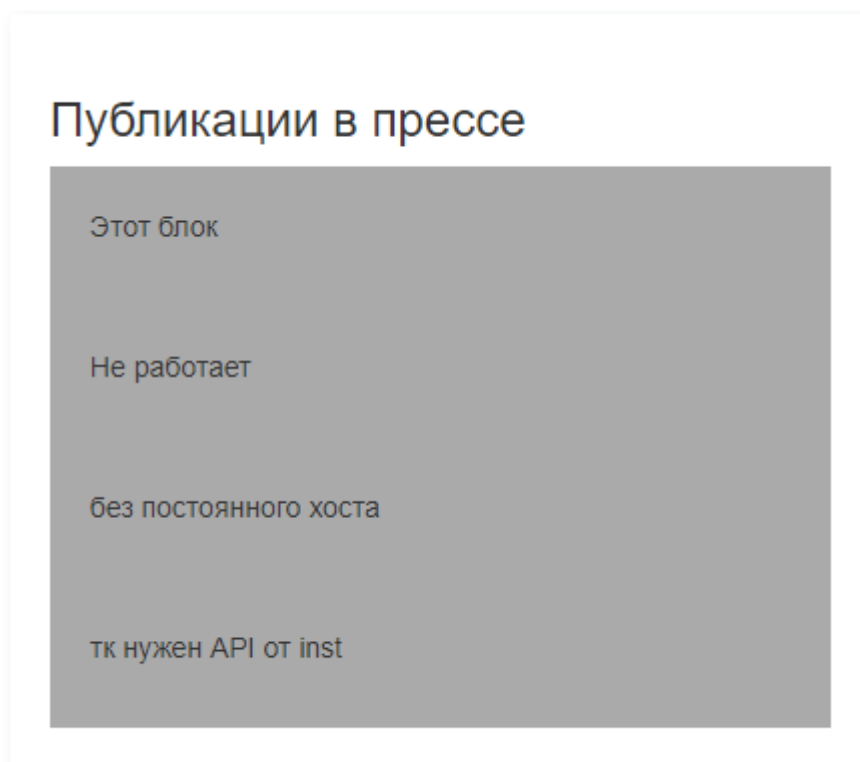 Публикации в прессе
Этот блок
Не работает
без постоянного хоста
тк нужен API от inst